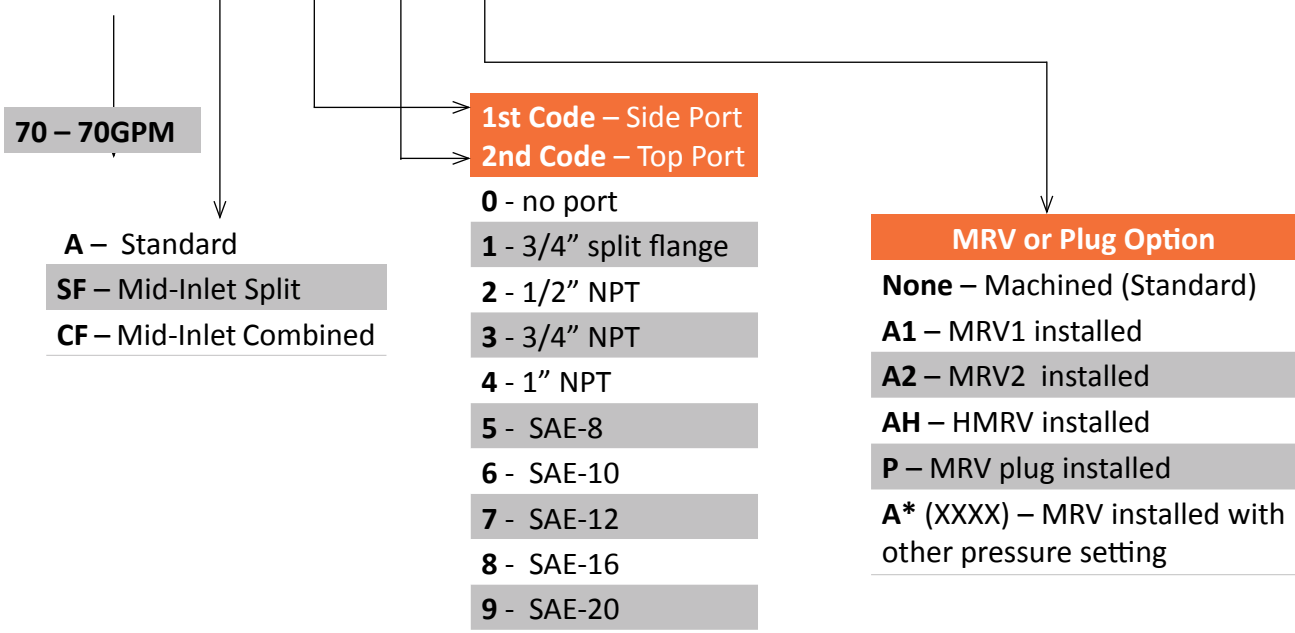 70 – 70GPM
A – Standard
SF – Mid-Inlet Split
CF – Mid-Inlet Combined
1st Code – Side Port
2nd Code – Top Port
0 - no port
1 - 3/4” split flange
2 - 1/2” NPT
3 - 3/4” NPT
4 - 1” NPT
5 - SAE-8
6 - SAE-10
7 - SAE-12
8 - SAE-16
9 - SAE-20
MRV or Plug Option
None – Machined (Standard)
A1 – MRV1 installed
A2 – MRV2 installed
AH – HMRV installed
P – MRV plug installed
A* (XXXX) – MRV installed with
other pressure setting